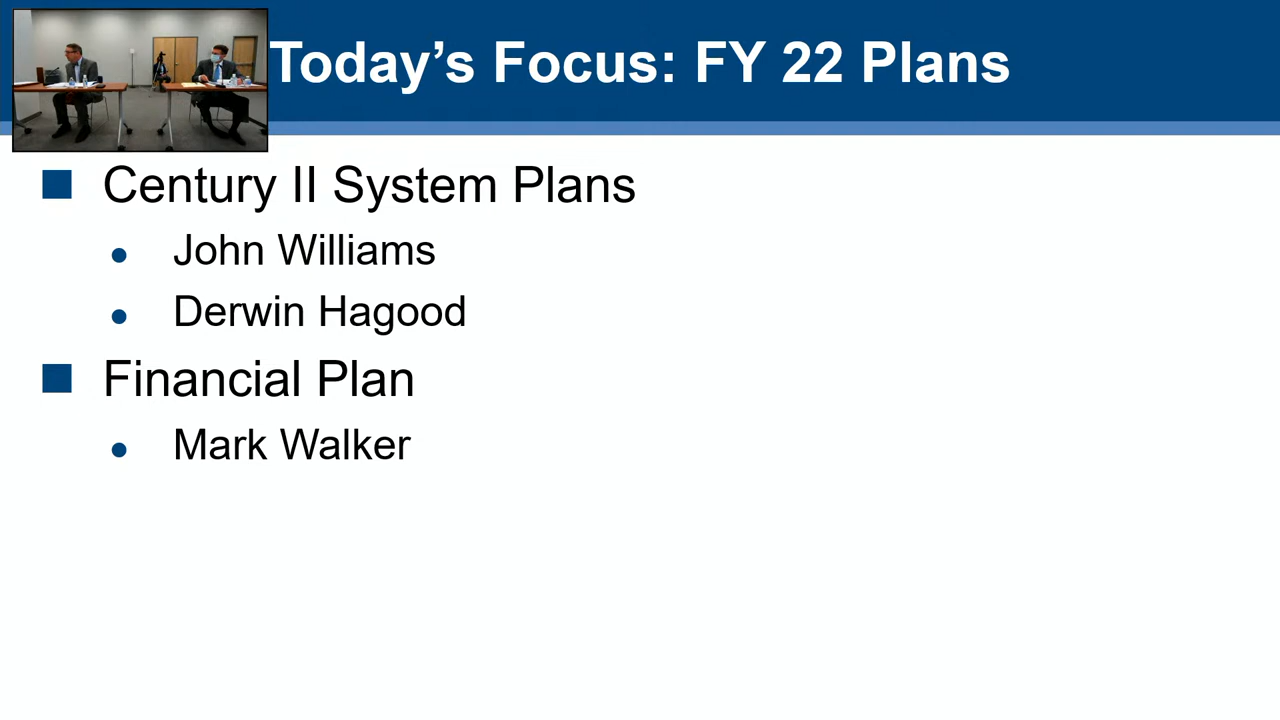 Today’s Focus: FY 22 Plans
Century II System Plans
John Williams
Derwin Hagood
Financial Plan
Mark Walker